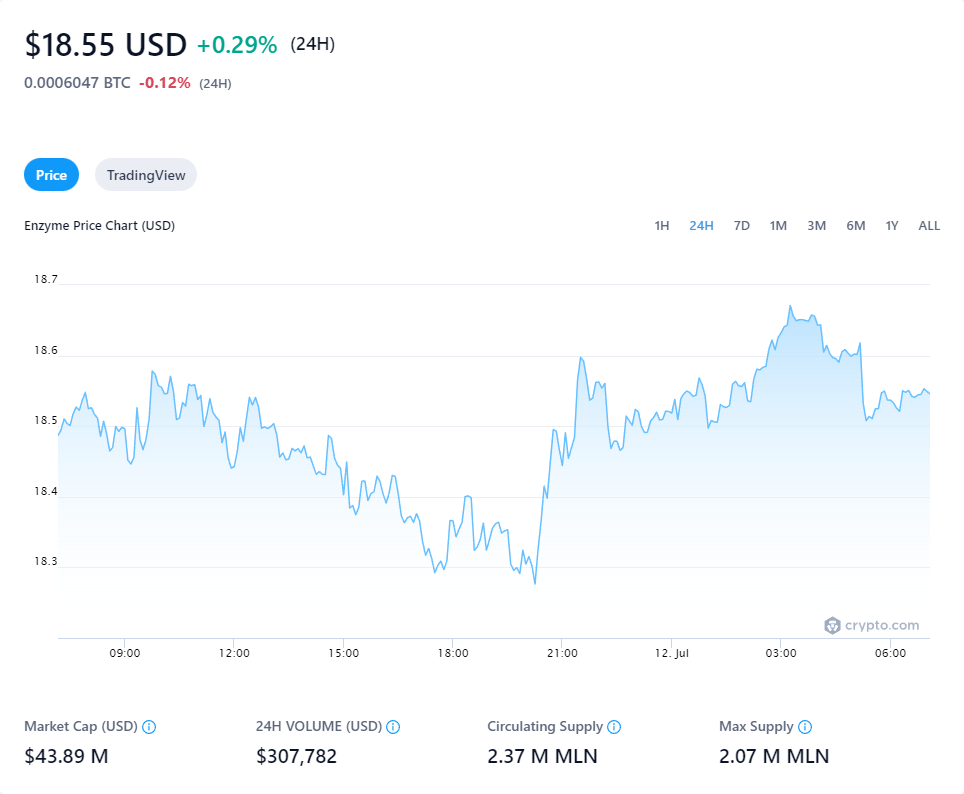 $18.55 USD +0.29% (24H)
0.0006047 BTC -0.12% (24H)
Price TradingView
Enzyme Price Chart (USD) 1H 24H 7D 1M 3M 6M 1Y ALL
18.7
18.6
18.5
18.4
18.3
crypto.com
09:00 12:00 15:00 18:00 21:00 12. Jul 03:00 06:00
Market Cap (USD) 24H VOLUME (USD) Circulating Supply Max Supply
$43.89 M $307,782 2.37 M MLN 2.07 M MLN